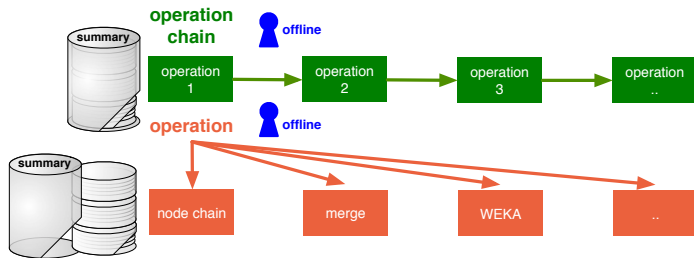 operation
chain
offline
summary
operation
1
operation
2
operation
3
operation
..
operation
offline
summary
node chain
merge
WEKA
..